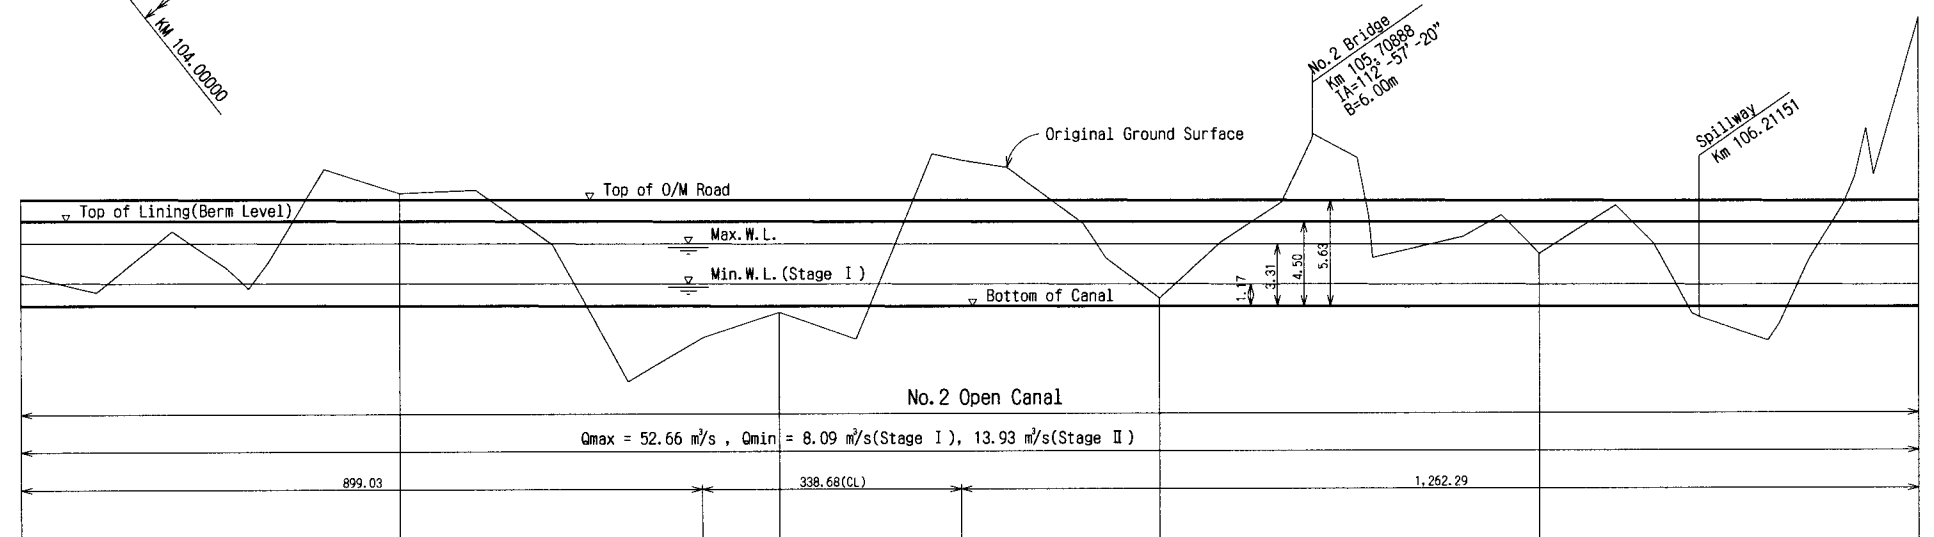 KM 104.00000
No.2 Bridge
Km 105.70888
IA=112°-57'-20"
B=6.00m
Spillway
Km 106.21151
Original Ground Surface
Top of O/M Road
Top of Lining(Berm Level)
Max.W.L.
Min.W.L.(Stage I)
Bottom of Canal
1.17
3.31
4.50
5.63
No.2 Open Canal
Qmax = 52.66 m³/s , Qmin = 8.09 m³/s(Stage I), 13.93 m³/s(Stage II)
899.03
338.68(CL)
1,262.29